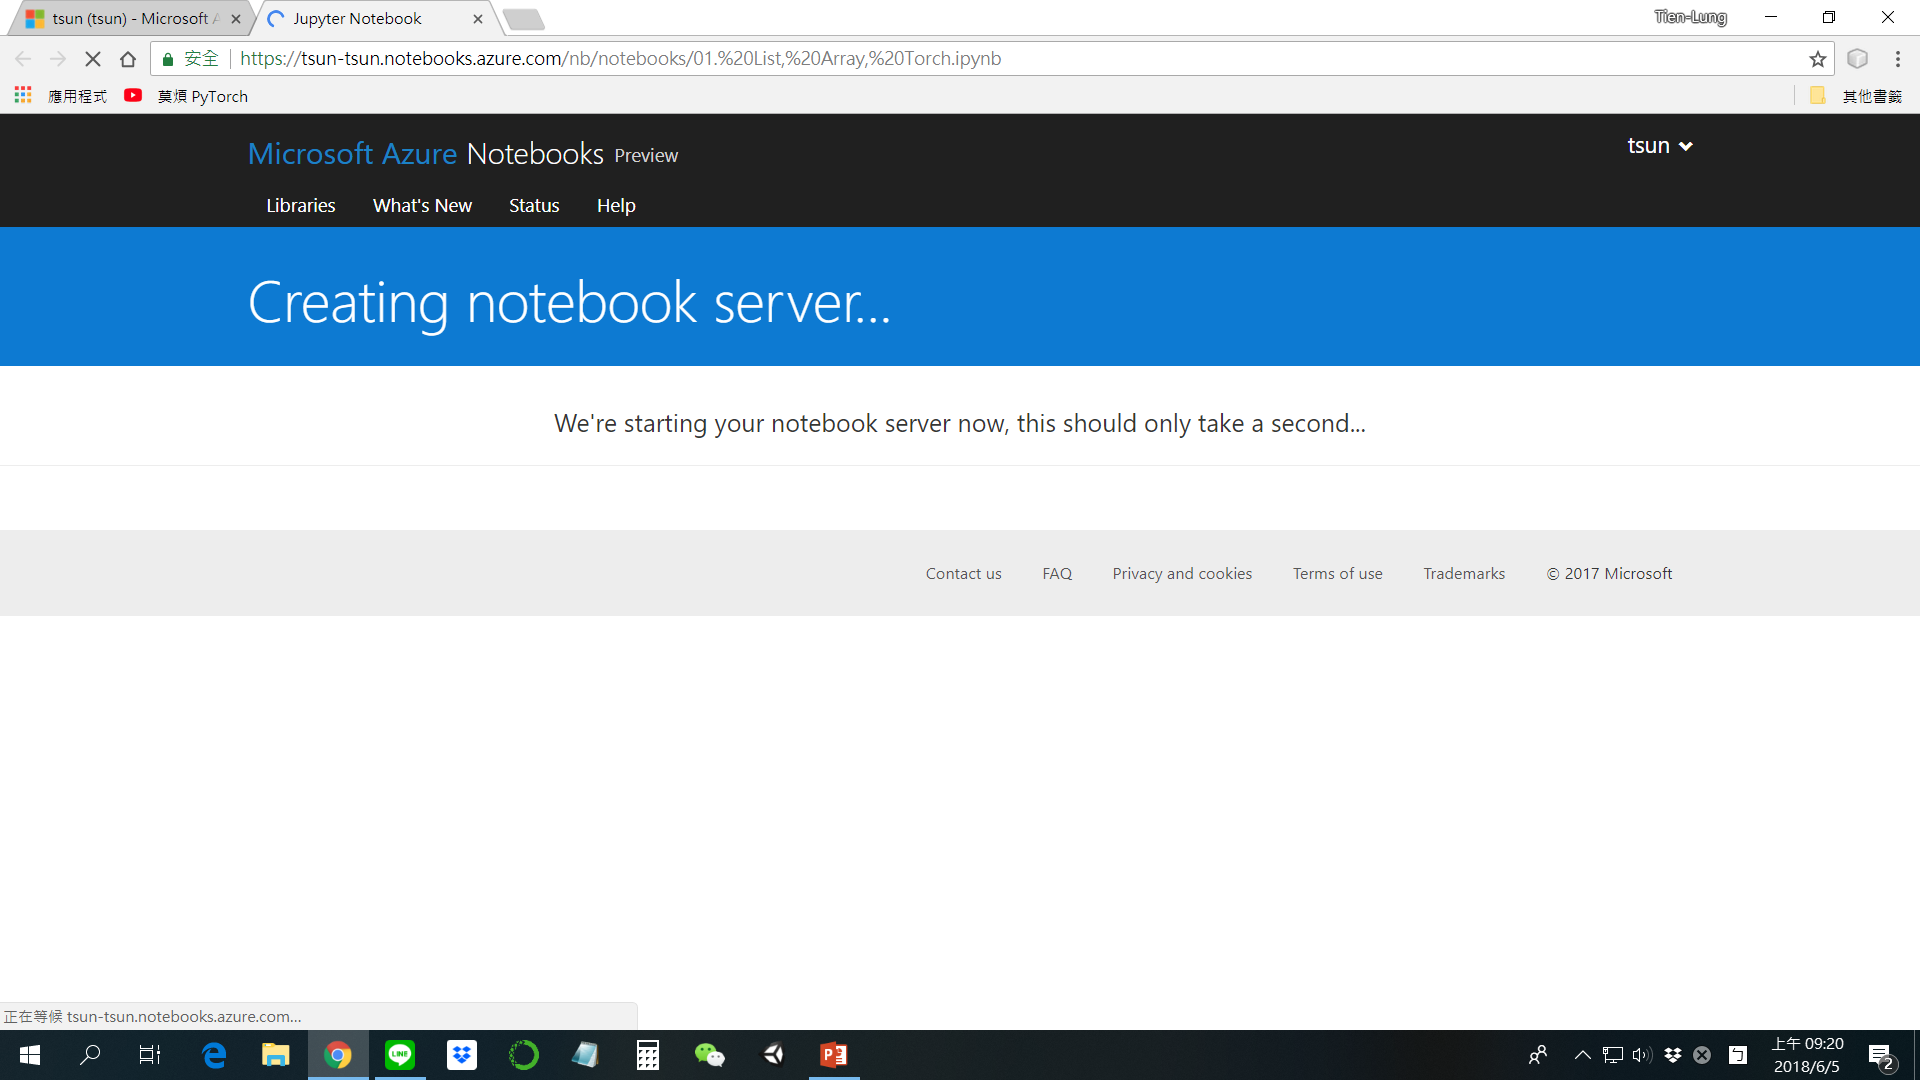 tsun (tsun) - Microsoft A
Jupyter Notebook
Tien-Lung
安全
https://tsun-tsun.notebooks.azure.com/nb/notebooks/01.%20List,%20Array,%20Torch.ipynb
應用程式
莫煩 PyTorch
其他書籤
Microsoft Azure Notebooks Preview
tsun
Libraries What's New Status Help
Creating notebook server...
We're starting your notebook server now, this should only take a second...
Contact us FAQ Privacy and cookies Terms of use Trademarks © 2017 Microsoft
正在等候 tsun-tsun.notebooks.azure.com...
LINE
上午 09:20
2018/6/5
2